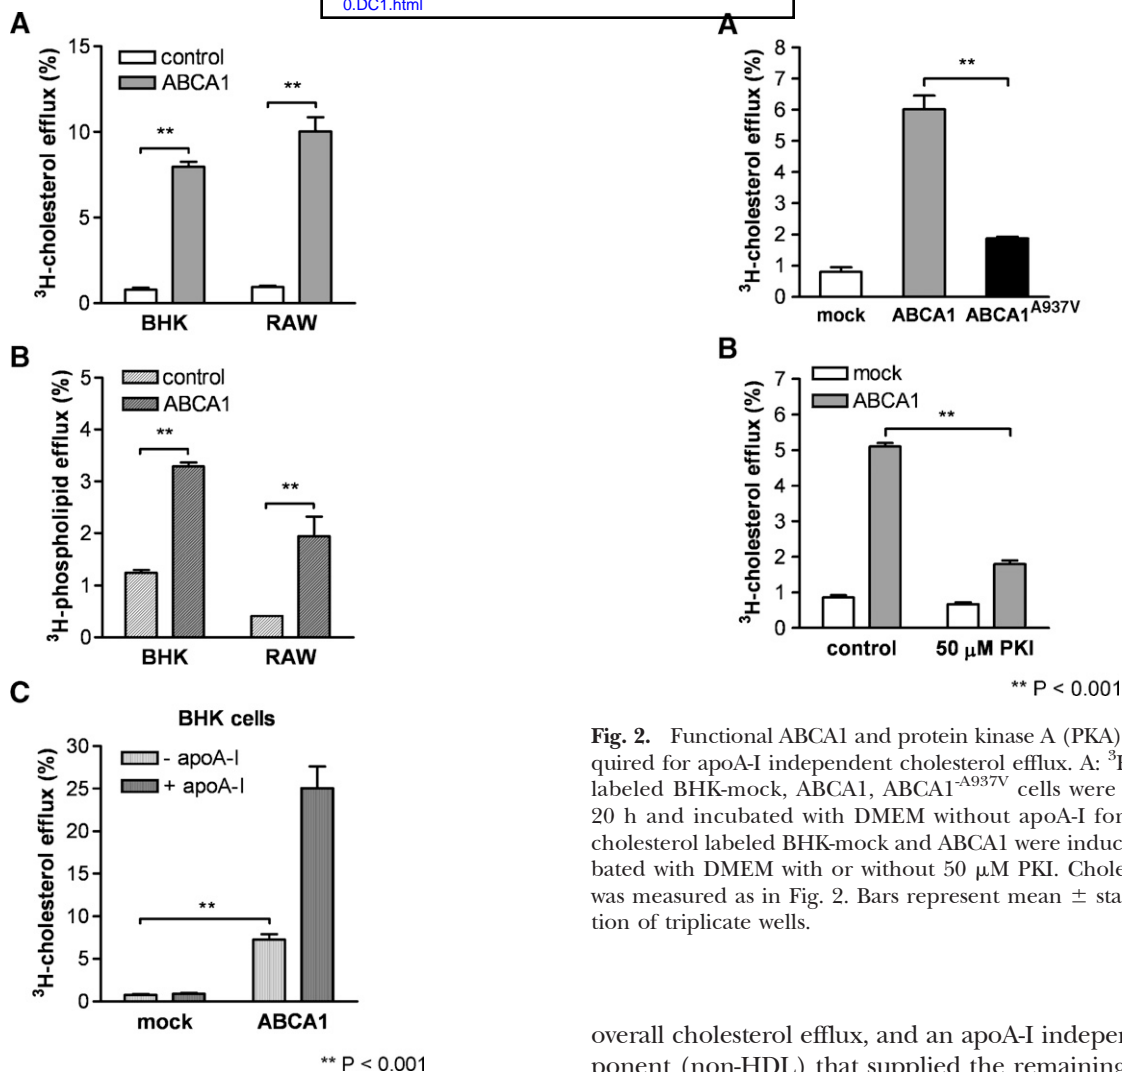 0.DC1.html
A
³H-cholesterol efflux (%)
15
10
5
0
control
ABCA1
**
**
BHK
RAW
B
³H-phospholipid efflux (%)
5
4
3
2
1
0
control
ABCA1
**
**
BHK
RAW
C
BHK cells
³H-cholesterol efflux (%)
30
25
20
15
10
5
0
- apoA-I
+ apoA-I
**
mock
ABCA1
** P < 0.001
A
³H-cholesterol efflux (%)
8
7
6
5
4
3
2
1
0
**
mock
ABCA1
ABCA1A937V
B
³H-cholesterol efflux (%)
7
6
5
4
3
2
1
0
mock
ABCA1
**
control
50 μM PKI
** P < 0.001
Fig. 2. Functional ABCA1 and protein kinase A (PKA)
quired for apoA-I independent cholesterol efflux. A: ³H
labeled BHK-mock, ABCA1, ABCA1-A937V cells were
20 h and incubated with DMEM without apoA-I for
cholesterol labeled BHK-mock and ABCA1 were induc
bated with DMEM with or without 50 μM PKI. Chole
was measured as in Fig. 2. Bars represent mean ± sta
tion of triplicate wells.
overall cholesterol efflux, and an apoA-I indepen
ponent (non-HDL) that supplied the remaining